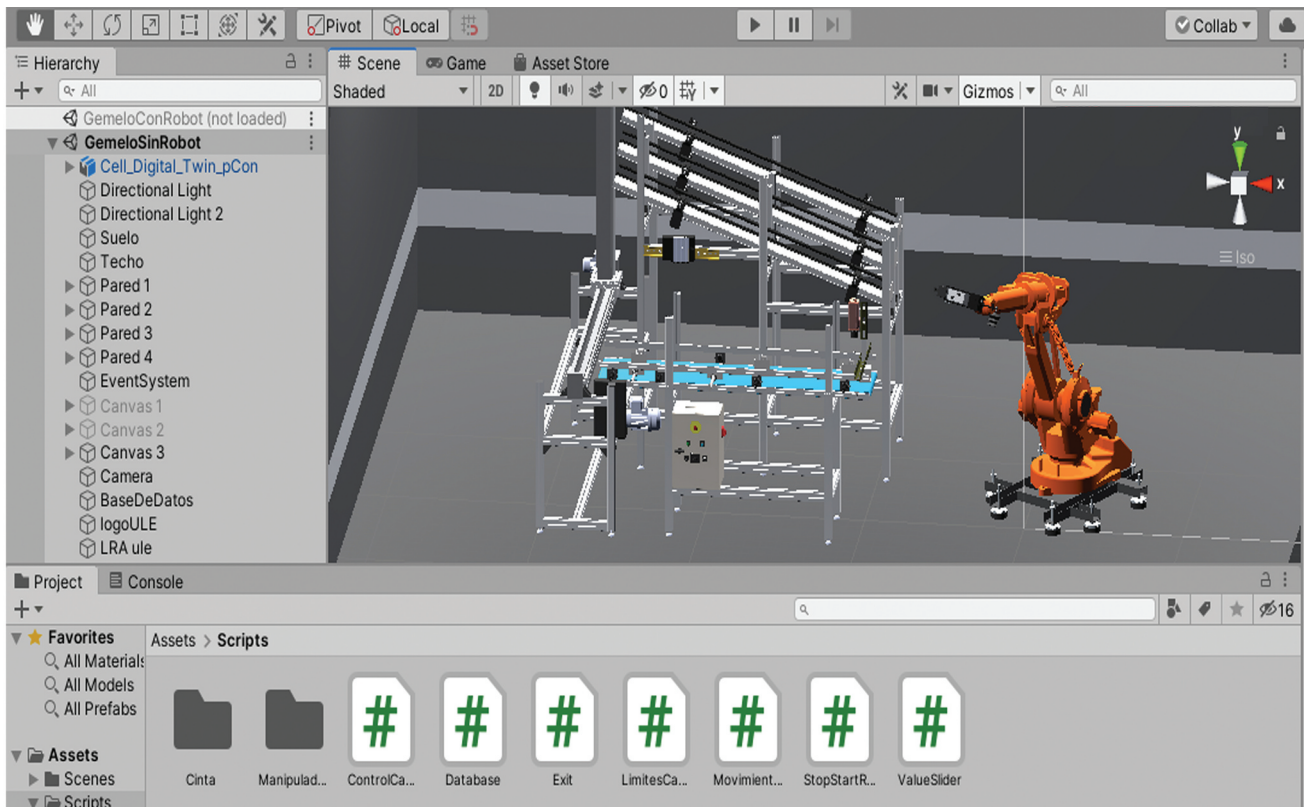 Pivot Local Collab
Hierarchy
All
GemeloConRobot (not loaded)
GemeloSinRobot
Cell_Digital_Twin_pCon
Directional Light
Directional Light 2
Suelo
Techo
Pared 1
Pared 2
Pared 3
Pared 4
EventSystem
Canvas 1
Canvas 2
Canvas 3
Camera
BaseDeDatos
logoULE
LRA ule
Scene Game Asset Store
Shaded 2D 0 Gizmos All
y
x
Iso
Project Console
16
Favorites
All Materials
All Models
All Prefabs
Assets
Scenes
Scripts
Assets > Scripts
Cinta Manipulad... ControlCa... Database Exit LimitesCa... Movimient... StopStartR... ValueSlider